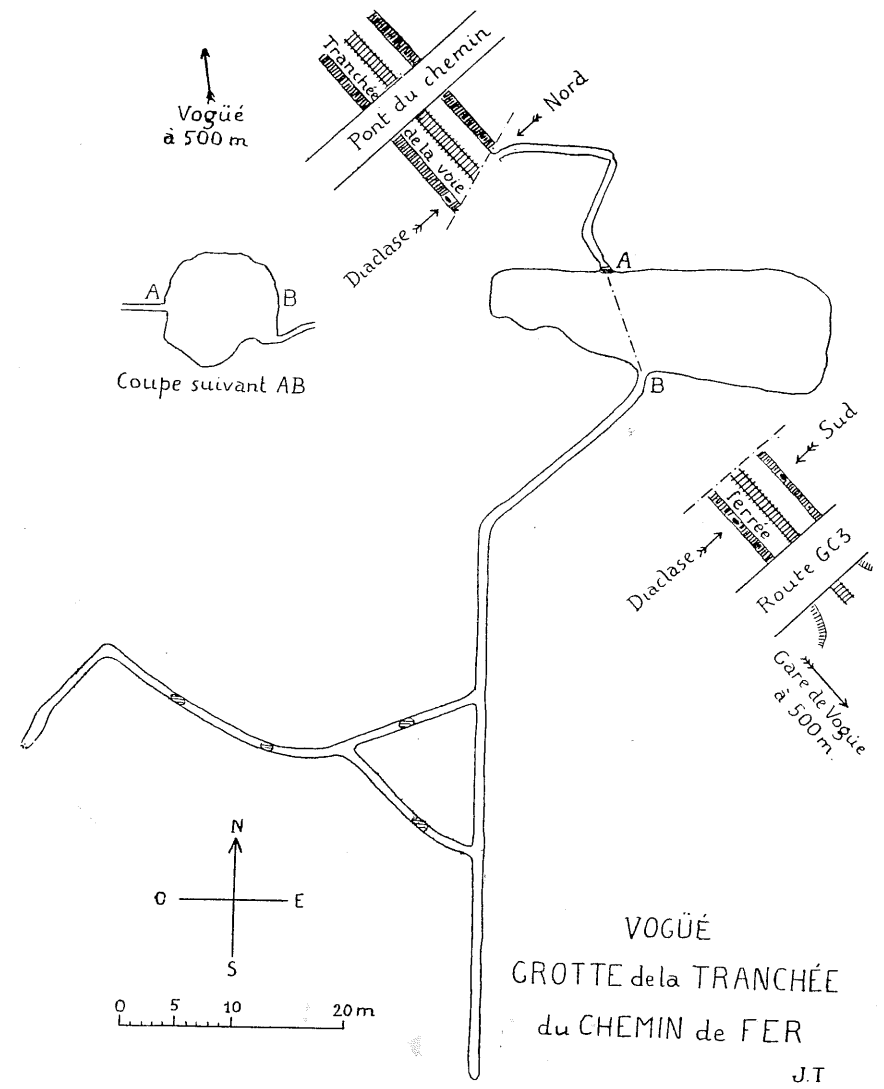 Vogüé
à 500 m
Tranchée
Pont du chemin
de la voie
Nord
Diaclase
A
A
B
Coupe suivant AB
B
Sud
ferrée
Diaclase
Route GC3
Gare de Vogüe
à 500 m.
N
O
E
S
0 5 10 20 m
VOGÜÉ
GROTTE de la TRANCHÉE
du CHEMIN de FER
J.T